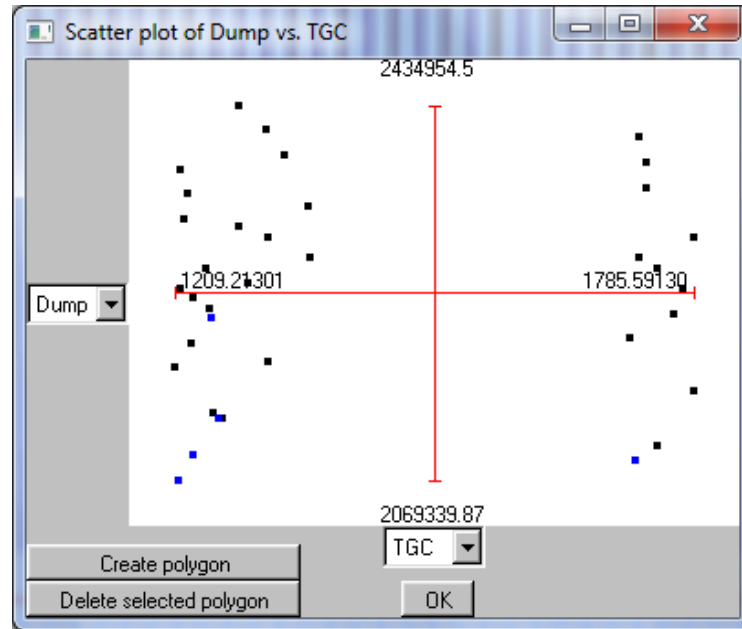 Scatter plot of Dump vs. TGC
2434954.5
1209.21301
1785.59130
Dump
2069339.87
TGC
Create polygon
Delete selected polygon
OK